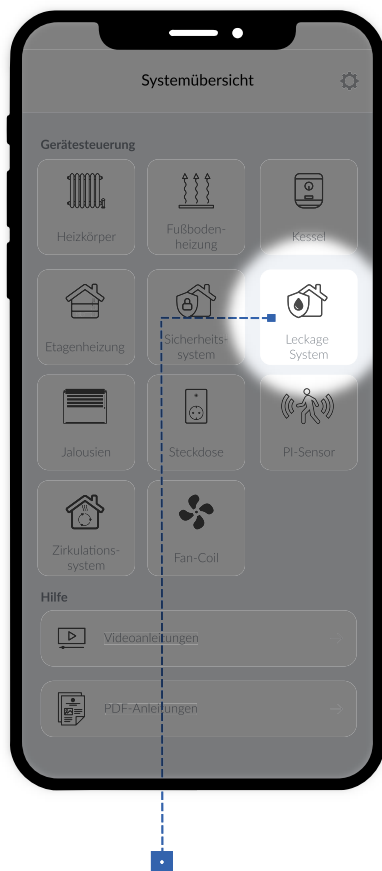 Systemübersicht
Gerätesteuerung
Heizkörper
Fußboden-
heizung
Kessel
Etagenheizung
Sicherheits-
system
Leckage
System
Jalousien
Steckdose
PI-Sensor
Zirkulations-
system
Fan-Coil
Hilfe
Videoanleitungen
PDF-Anleitungen